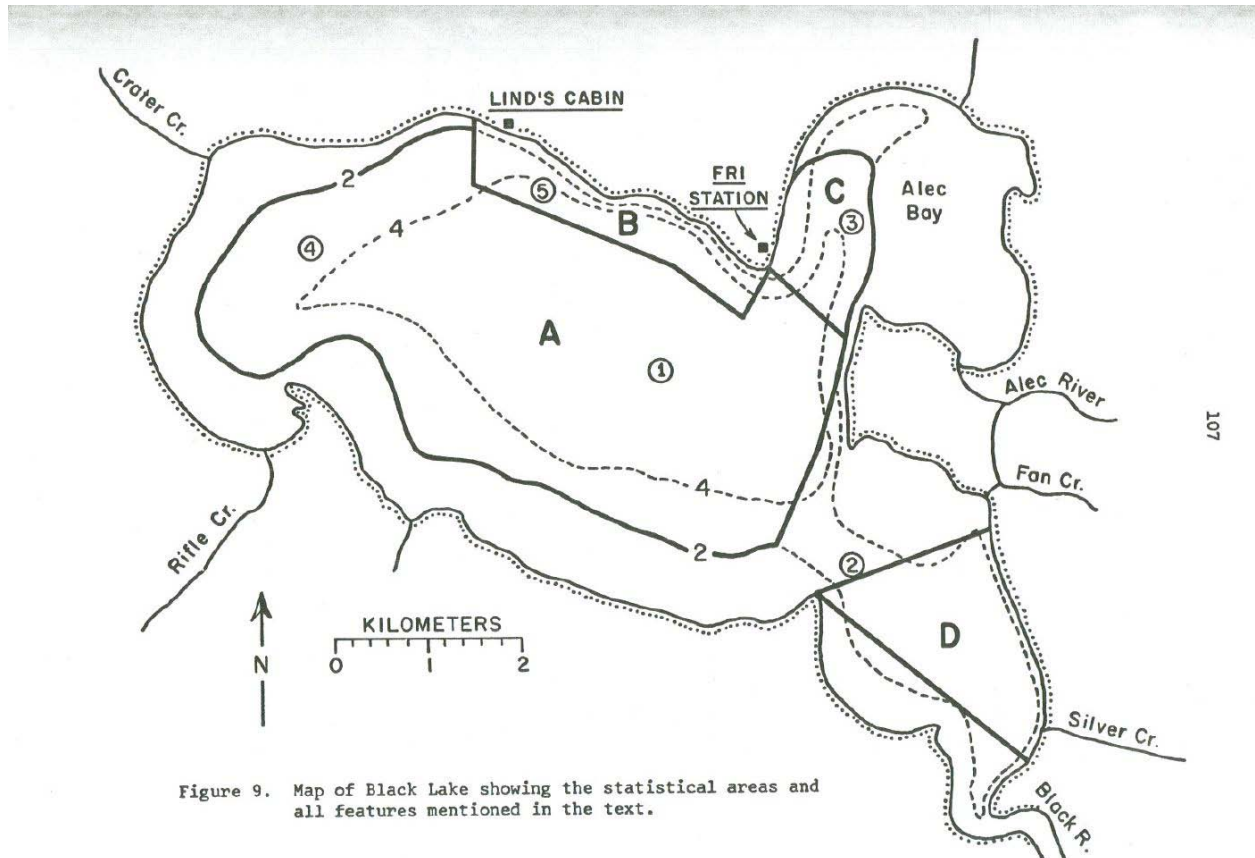 Crater Cr.
LIND'S CABIN
2
5
FRI
STATION
C
Alec
Bay
B
3
4
4
A
1
Alec River
107
Fan Cr.
4
Rifle Cr.
2
2
KILOMETERS
0 1 2
N
D
Silver Cr.
Black R.
Figure 9. Map of Black Lake showing the statistical areas and
all features mentioned in the text.